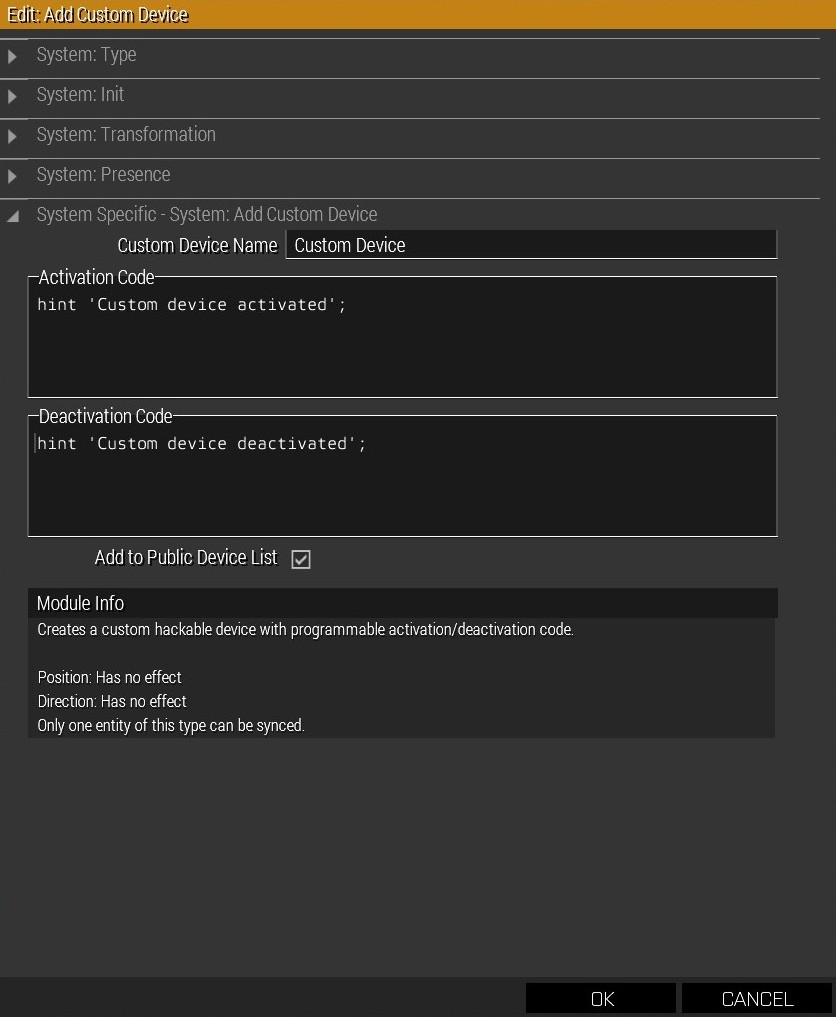 Edit: Add Custom Device
System: Type
System: Init
System: Transformation
System: Presence
System Specific - System: Add Custom Device
Custom Device Name
Custom Device
Activation Code
hint 'Custom device activated';
Deactivation Code
hint 'Custom device deactivated';
Add to Public Device List
Module Info
Creates a custom hackable device with programmable activation/deactivation code.
Position: Has no effect
Direction: Has no effect
Only one entity of this type can be synced.
OK
CANCEL